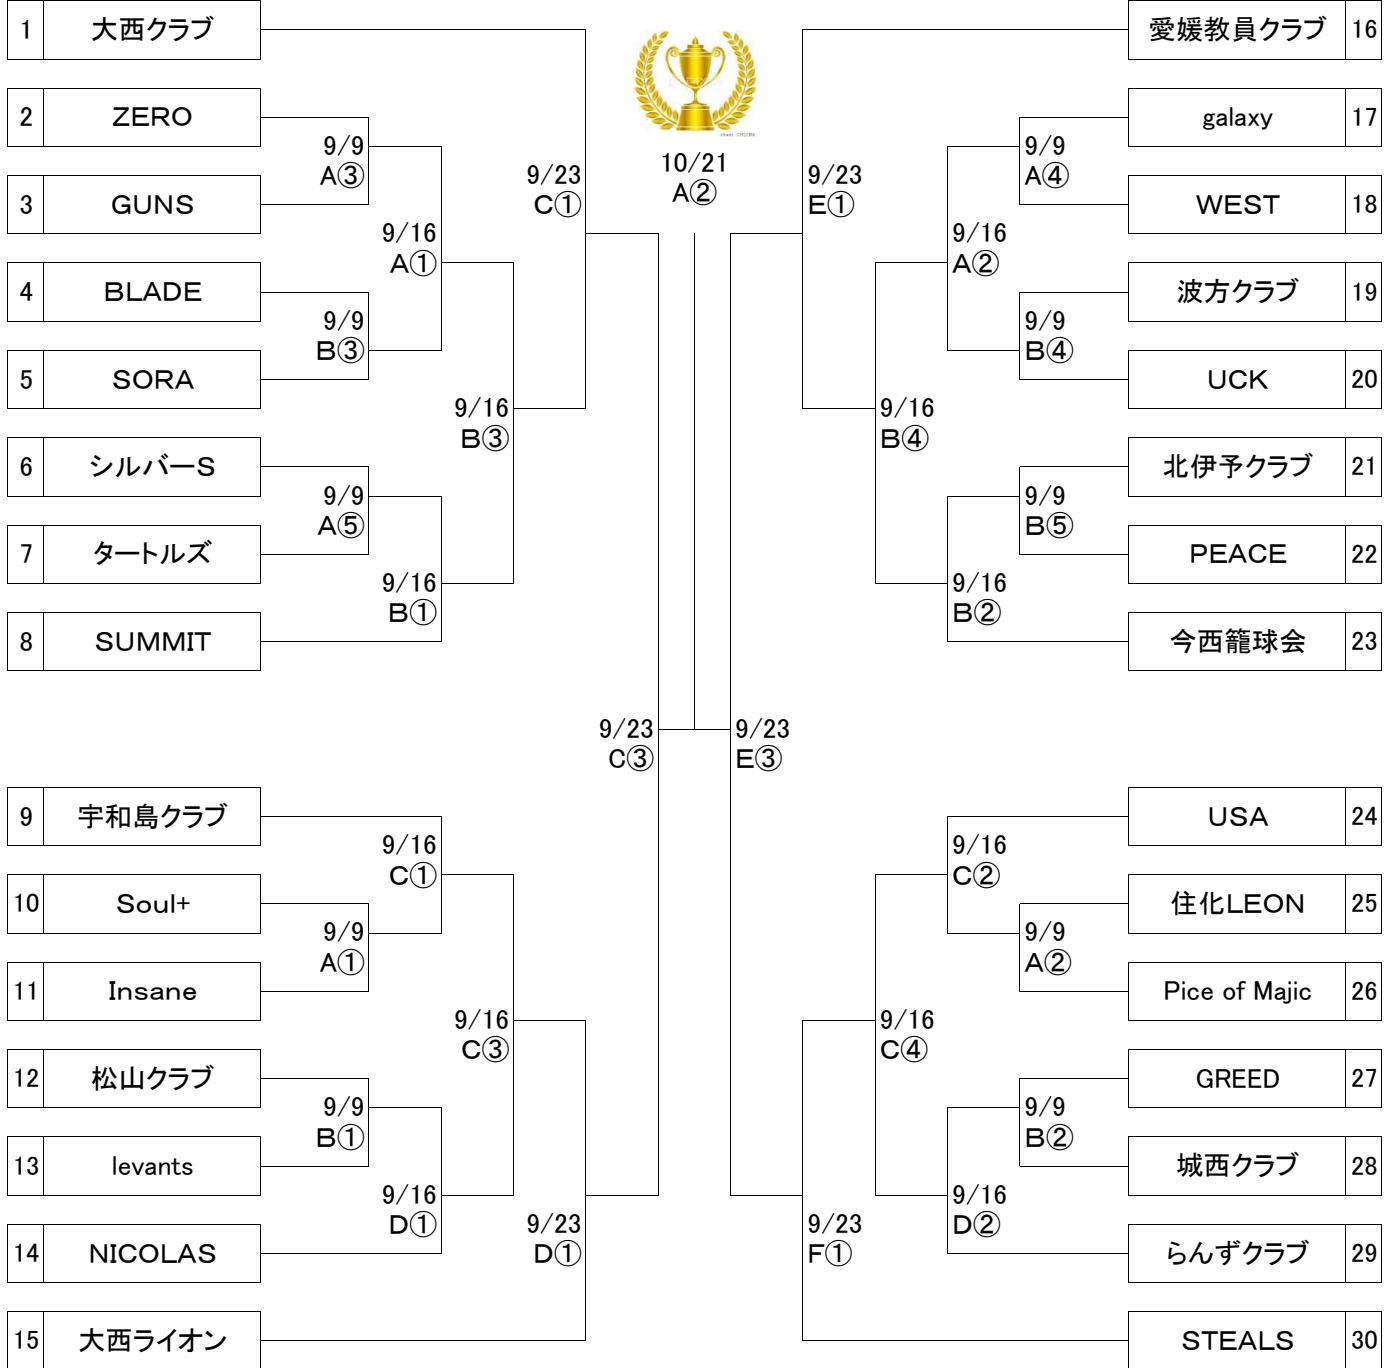 1 大西クラブ
愛媛教員クラブ 16
2 ZERO
galaxy 17
9/9
A③
9/9
A④
10/21
A②
9/23
C①
9/23
E①
3 GUNS
WEST 18
9/16
A①
9/16
A②
4 BLADE
波方クラブ 19
9/9
B③
9/9
B④
5 SORA
UCK 20
9/16
B③
9/16
B④
6 シルバーS
北伊予クラブ 21
9/9
A⑤
9/9
B⑤
7 タートルズ
PEACE 22
9/16
B①
9/16
B②
8 SUMMIT
今西籠球会 23
9/23
C③
9/23
E③
9 宇和島クラブ
USA 24
9/16
C①
9/16
C②
10 Soul+
住化LEON 25
9/9
A①
9/9
A②
11 Insane
Pice of Majic 26
9/16
C③
9/16
C④
12 松山クラブ
GREED 27
9/9
B①
9/9
B②
13 levants
城西クラブ 28
9/16
D①
9/16
D②
14 NICOLAS
らんずクラブ 29
9/23
D①
9/23
F①
15 大西ライオン
STEALS 30